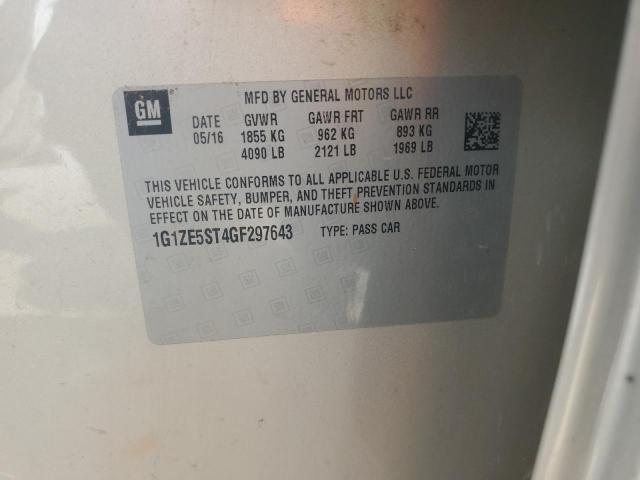 GM
MFD BY GENERAL MOTORS LLC
DATE GVWR GAWR FRT GAWR RR
05/16 1855 KG 962 KG 893 KG
4090 LB 2121 LB 1969 LB
THIS VEHICLE CONFORMS TO ALL APPLICABLE U.S. FEDERAL MOTOR
VEHICLE SAFETY, BUMPER, AND THEFT PREVENTION STANDARDS IN
EFFECT ON THE DATE OF MANUFACTURE SHOWN ABOVE.
1G1ZE5ST4GF297643 TYPE: PASS CAR